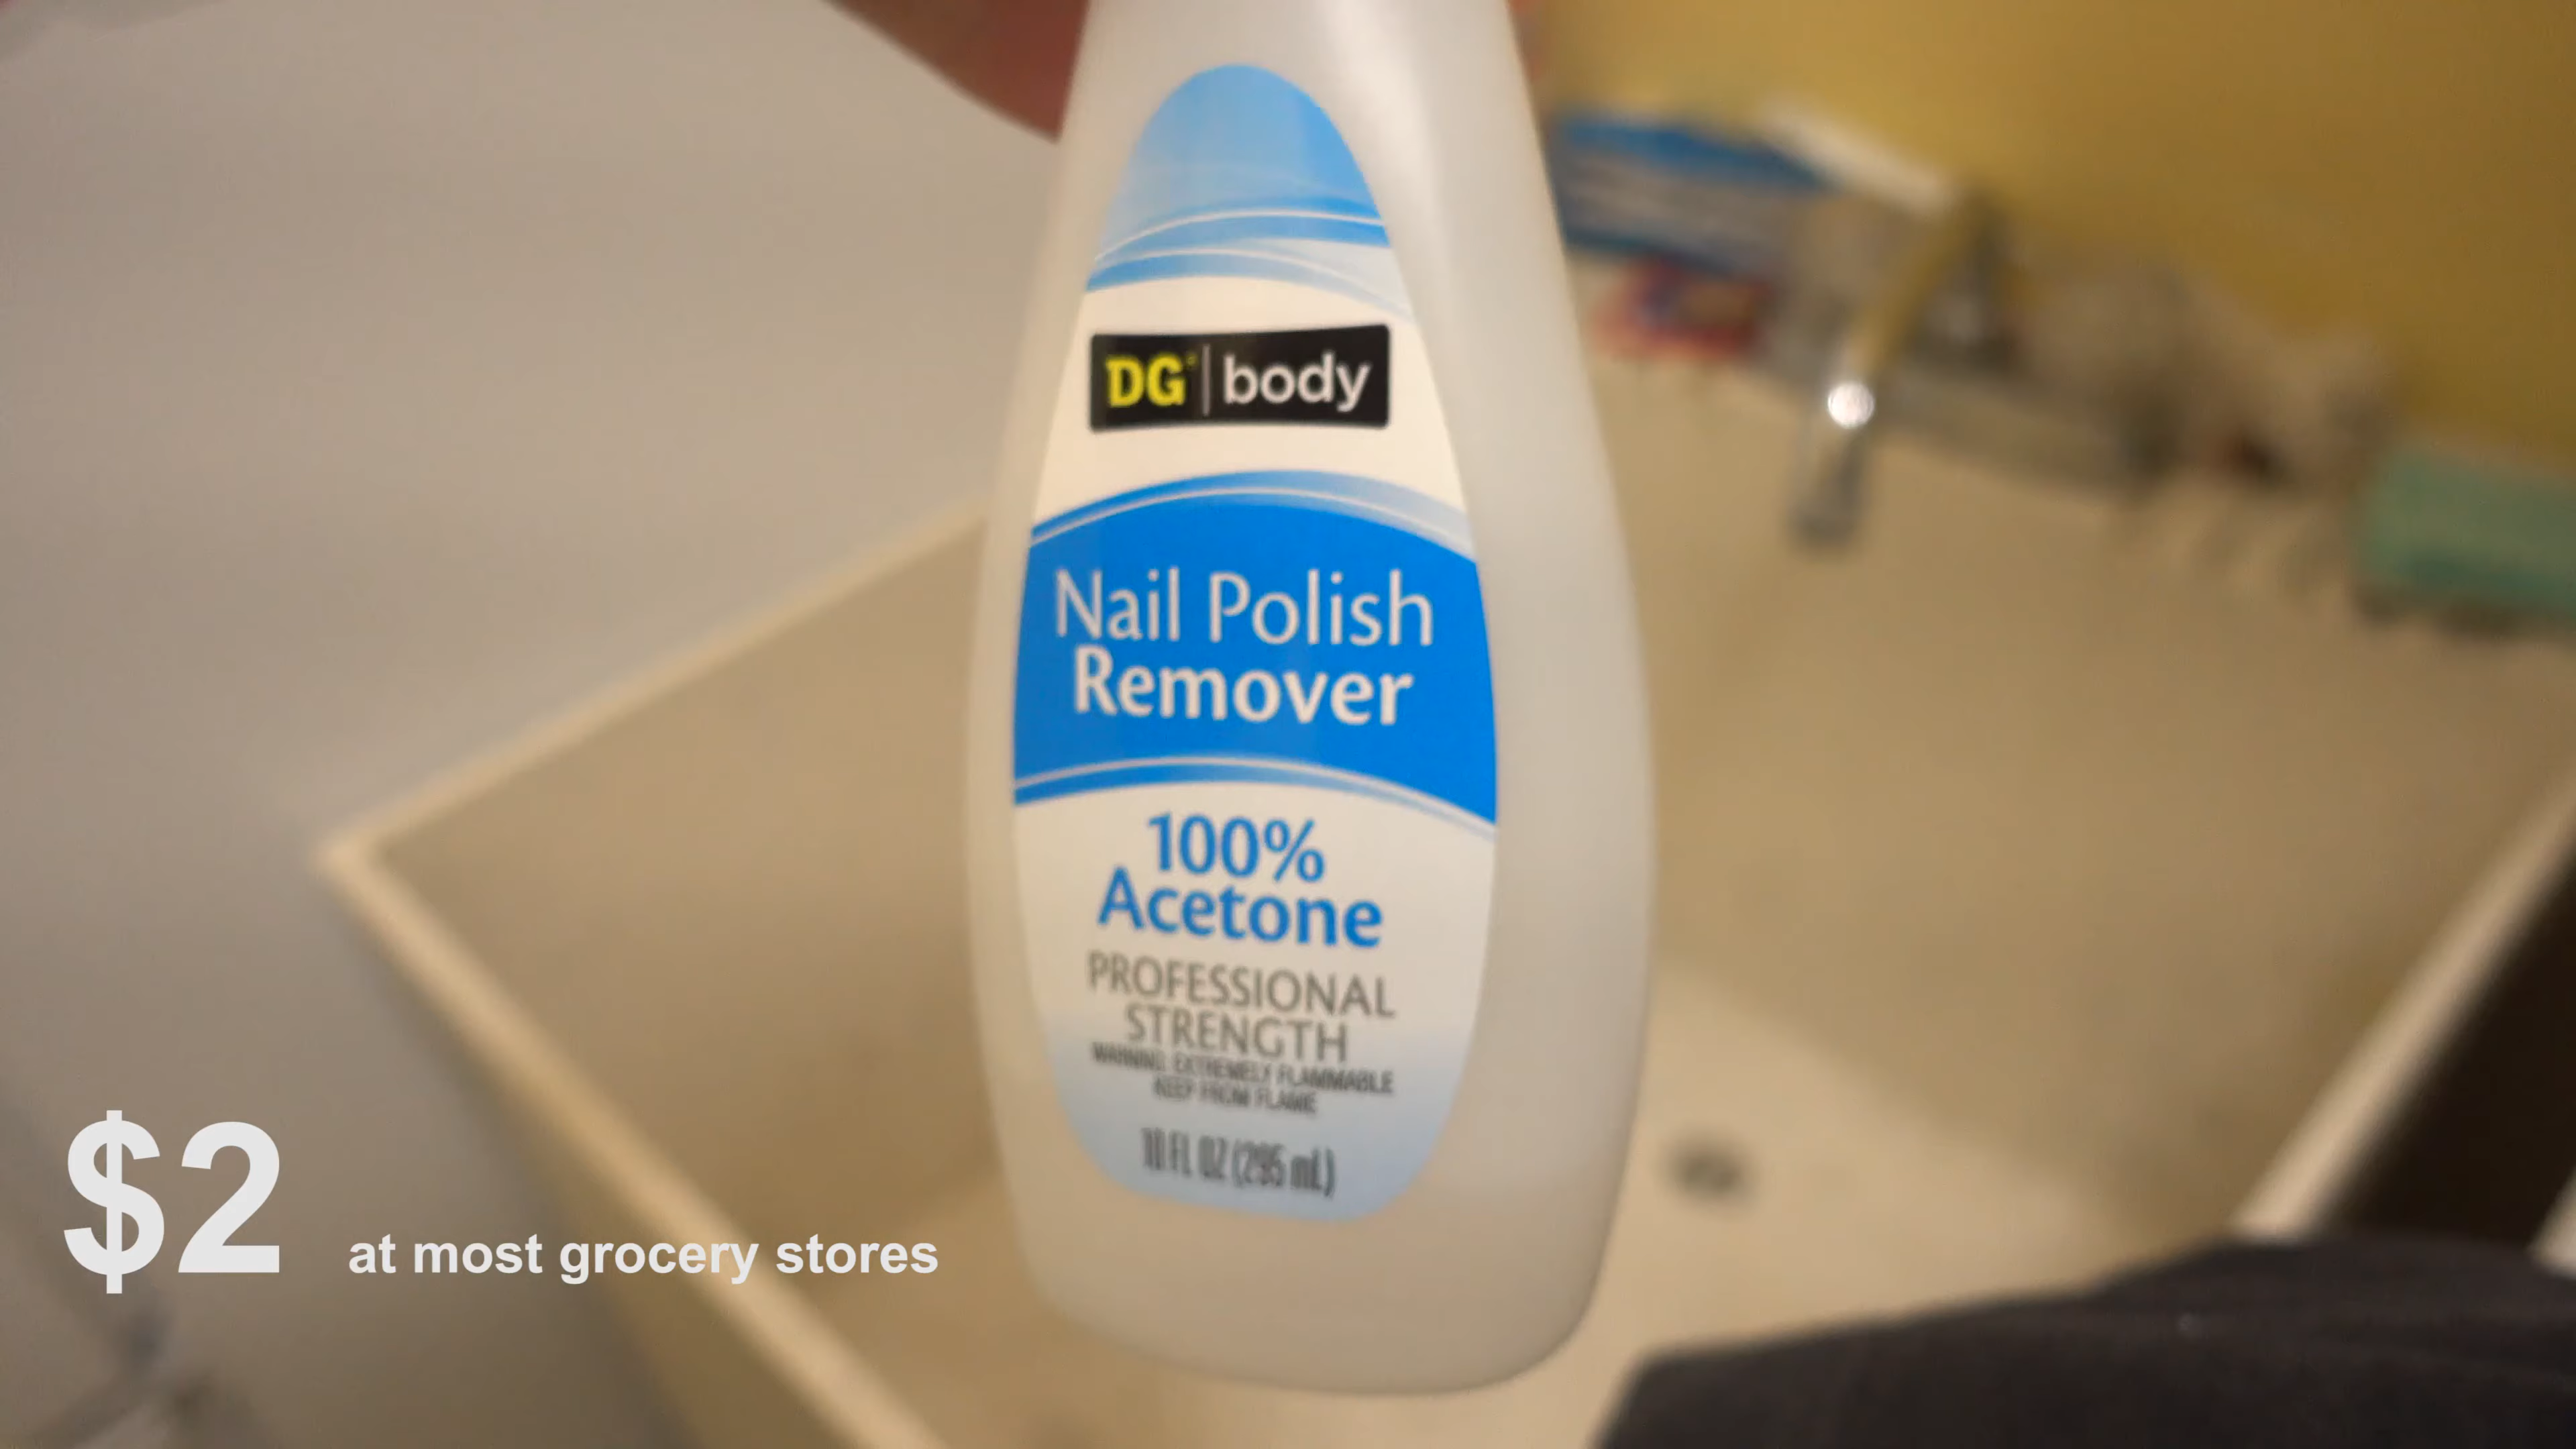 DG | body
Nail Polish
Remover
100%
Acetone
PROFESSIONAL
STRENGTH
WARNING: EXTREMELY FLAMMABLE
KEEP FROM FLAME
10 FL OZ (295 mL)
$2 at most grocery stores